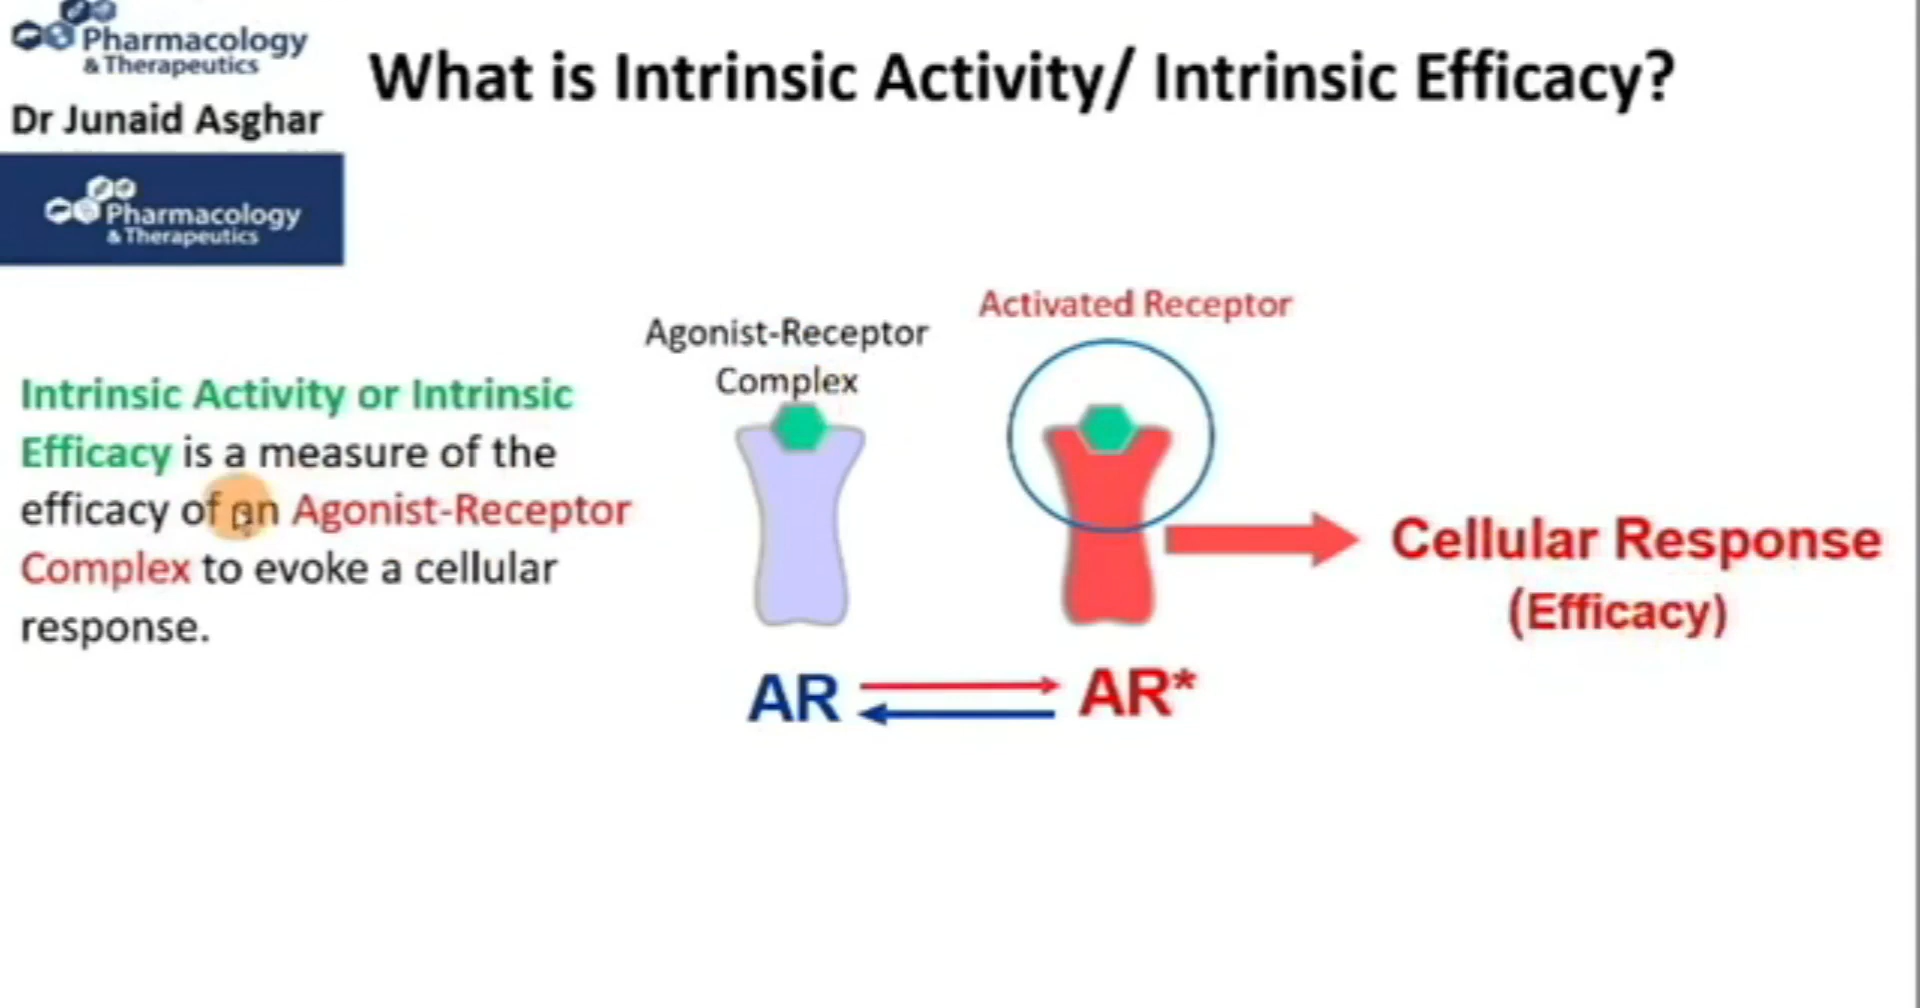 Pharmacology
& Therapeutics
Dr Junaid Asghar
Pharmacology
& Therapeutics
What is Intrinsic Activity/ Intrinsic Efficacy?
Intrinsic Activity or Intrinsic
Efficacy is a measure of the
efficacy of an Agonist-Receptor
Complex to evoke a cellular
response.
Agonist-Receptor
Complex
Activated Receptor
Cellular Response
(Efficacy)
AR
AR*